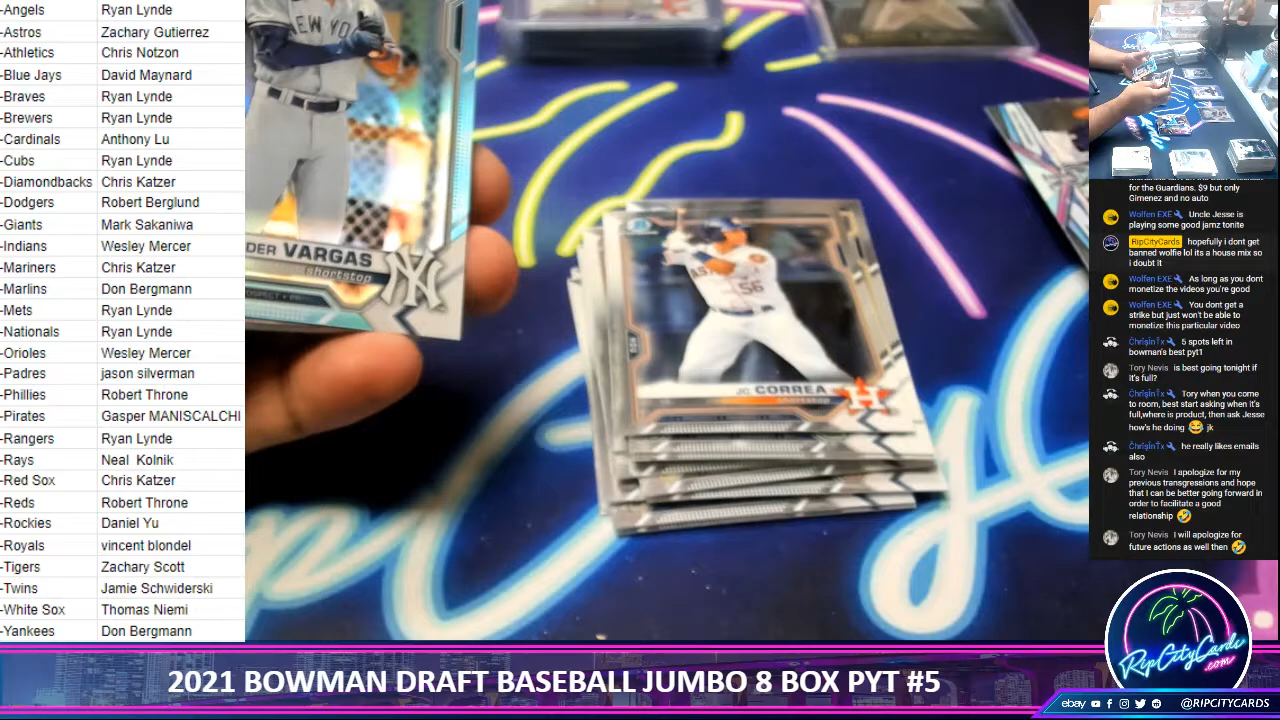 -Angels Ryan Lynde
-Astros Zachary Gutierrez
-Athletics Chris Notzon
-Blue Jays David Maynard
-Braves Ryan Lynde
-Brewers Ryan Lynde
-Cardinals Anthony Lu
-Cubs Ryan Lynde
-Diamondbacks Chris Katzer
-Dodgers Robert Berglund
-Giants Mark Sakaniwa
-Indians Wesley Mercer
-Mariners Chris Katzer
-Marlins Don Bergmann
-Mets Ryan Lynde
-Nationals Ryan Lynde
-Orioles Wesley Mercer
-Padres jason silverman
-Phillies Robert Throne
-Pirates Gasper MANISCALCHI
-Rangers Ryan Lynde
-Rays Neal Kolnik
-Red Sox Chris Katzer
-Reds Robert Throne
-Rockies Daniel Yu
-Royals vincent blondel
-Tigers Zachary Scott
-Twins Jamie Schwiderski
-White Sox Thomas Niemi
-Yankees Don Bergmann
NEW YO
DER VARGAS
shortstop
NY
56
JC CORREA
H
for the Guardians. $9 but only
Gimenez and no auto
Wolfen EXE Uncle Jesse is
playing some good jamz tonite
RipCityCards hopefully i dont get
banned wolfie lol its a house mix so
i doubt it
Wolfen EXE As long as you dont
monetize the videos you're good
Wolfen EXE You dont get a
strike but just won't be able to
monetize this particular video
ČhrïşÍnŤx 5 spots left in
bowman's best pyt1
Tory Nevis is best going tonight if
it's full?
ČhrïşÍnŤx Tory when you come
to room, best start asking when it's
full,where is product, then ask Jesse
how's he doing 😂 jk
ČhrïşÍnŤx he really likes emails
also
Tory Nevis I apologize for my
previous transgressions and hope
that I can be better going forward in
order to facilitate a good
relationship 🤣
Tory Nevis I will apologize for
future actions as well then 🤣
RipCityCards
.com
2021 BOWMAN DRAFT BASEBALL JUMBO 8 BOX PYT #5
ebay @RIPCITYCARDS